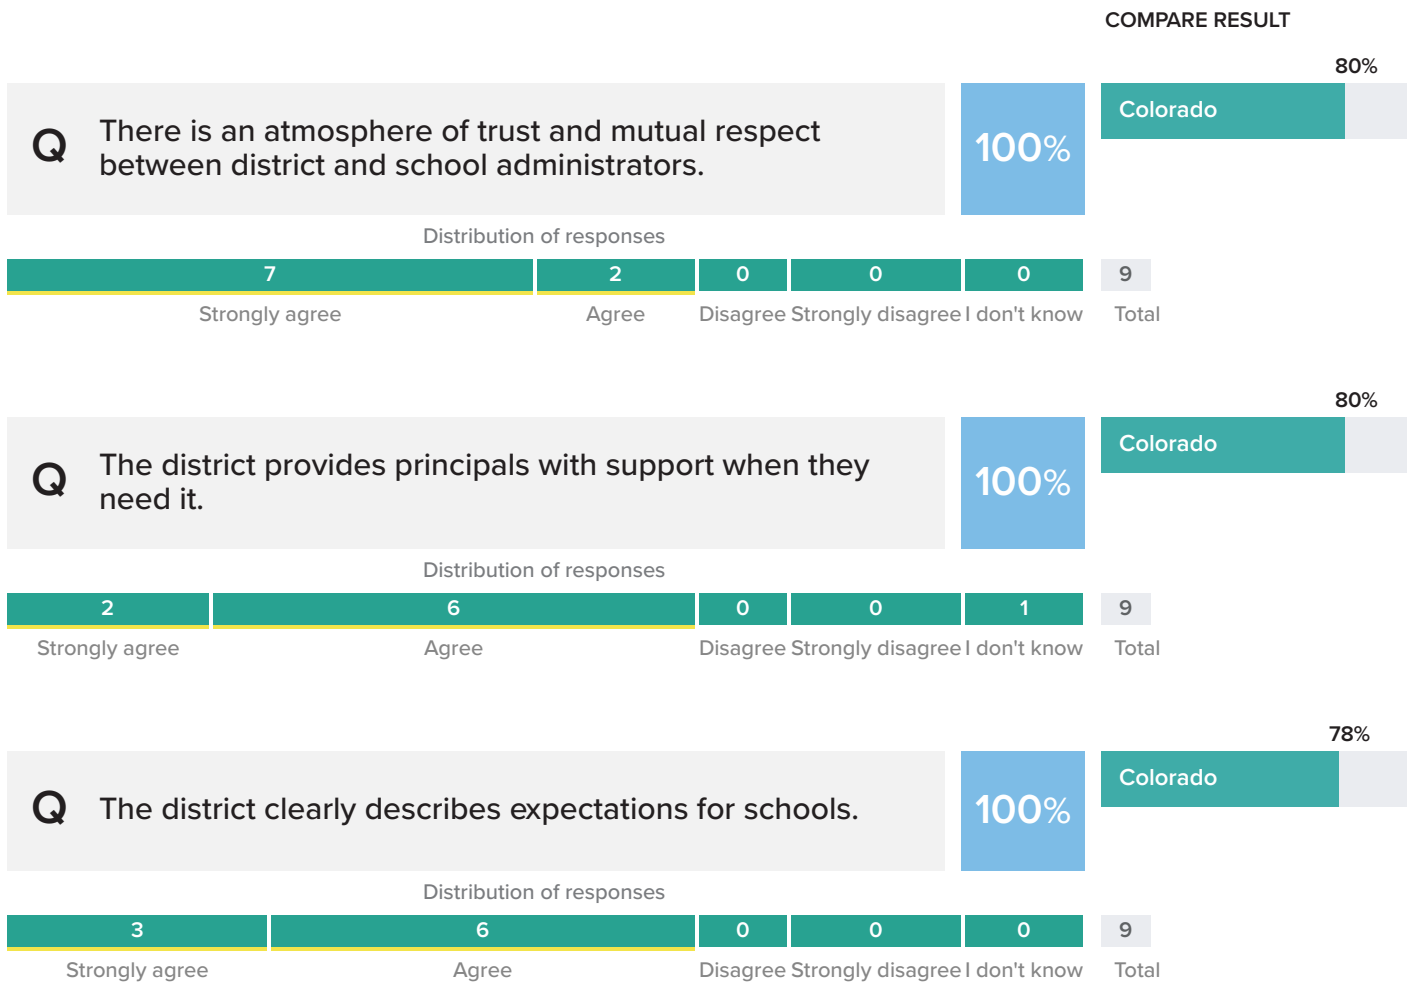 COMPARE RESULT
80%
Q There is an atmosphere of trust and mutual respect
between district and school administrators.
100%
Colorado
Distribution of responses
7 2 0 0 0 9
Strongly agree Agree Disagree Strongly disagree I don't know Total
80%
Q The district provides principals with support when they
need it.
100%
Colorado
Distribution of responses
2 6 0 0 1 9
Strongly agree Agree Disagree Strongly disagree I don't know Total
78%
Q The district clearly describes expectations for schools.
100%
Colorado
Distribution of responses
3 6 0 0 0 9
Strongly agree Agree Disagree Strongly disagree I don't know Total